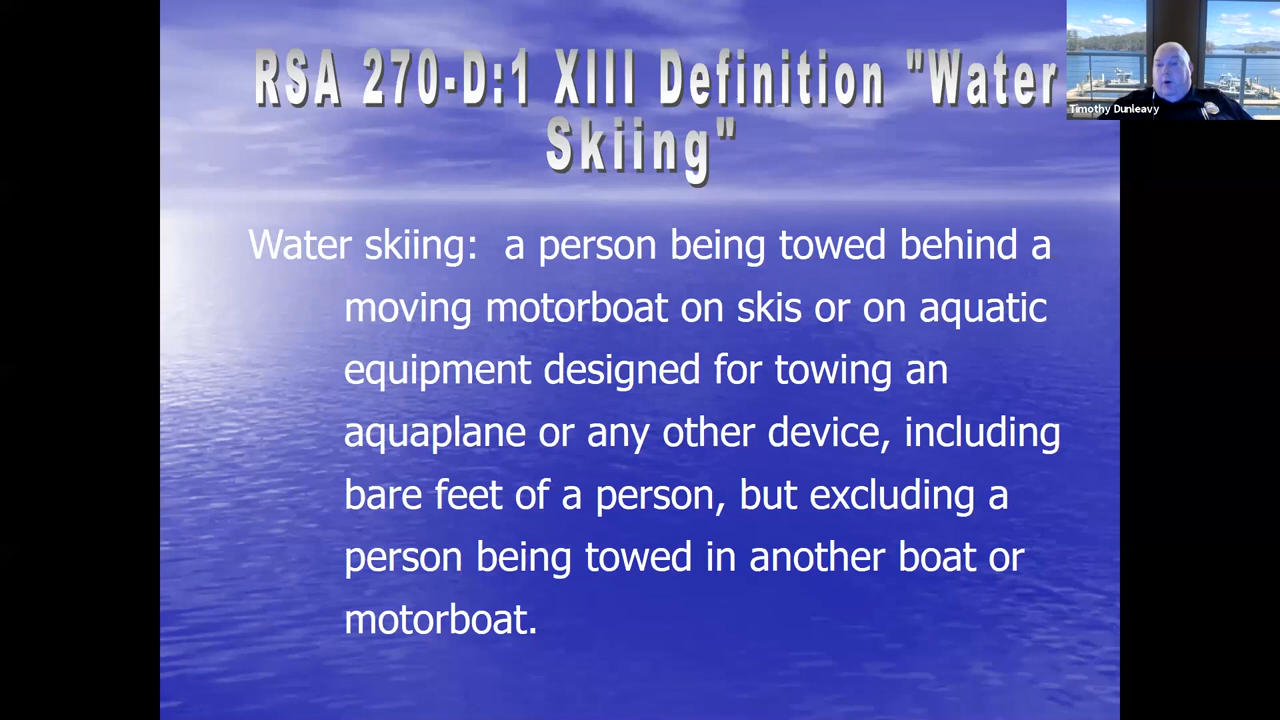 RSA 270-D:1 XIII Definition "Water
Skiing"
Timothy Dunleavy
Water skiing:  a person being towed behind a
moving motorboat on skis or on aquatic
equipment designed for towing an
aquaplane or any other device, including
bare feet of a person, but excluding a
person being towed in another boat or
motorboat.